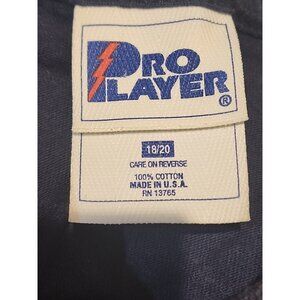 PRO
PLAYER®
18/20
CARE ON REVERSE
100% COTTON
MADE IN U.S.A.
RN 13765